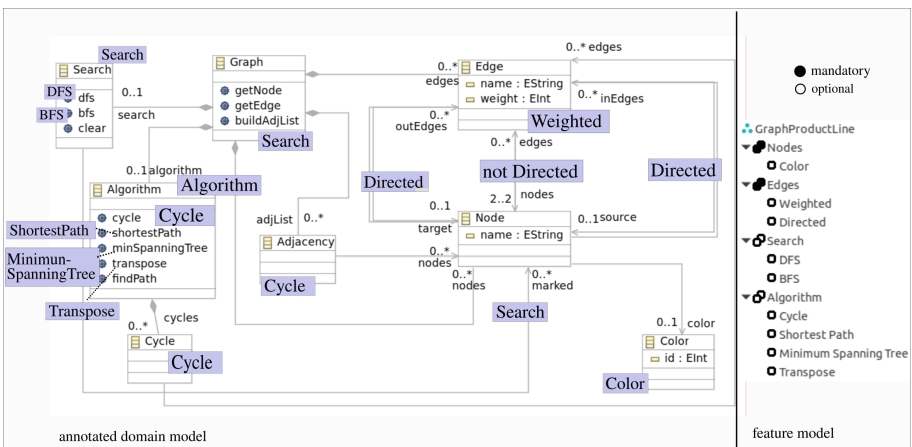 Search
Search
DFS
dfs
BFS
bfs
clear
0..1
search
Graph
getNode
getEdge
buildAdjList
Search
0..* edges
0..*
edges
Edge
name : EString
weight : EInt
Weighted
0..* inEdges
0..*
outEdges
0..* edges
Directed
not Directed
Directed
nodes
2..2
0..1
target
Node
name : EString
0..1 source
0..1 algorithm
Algorithm
Algorithm
Cycle
cycle
ShortestPath
shortestPath
Minimun-
SpanningTree
minSpanningTree
transpose
findPath
Transpose
adjList
0..*
Adjacency
Cycle
0..*
nodes
0..*
nodes
0..*
marked
Search
0..*
cycles
Cycle
Cycle
0..1
color
Color
id : EInt
Color
annotated domain model
mandatory
optional
GraphProductLine
Nodes
Color
Edges
Weighted
Directed
Search
DFS
BFS
Algorithm
Cycle
Shortest Path
Minimum Spanning Tree
Transpose
feature model